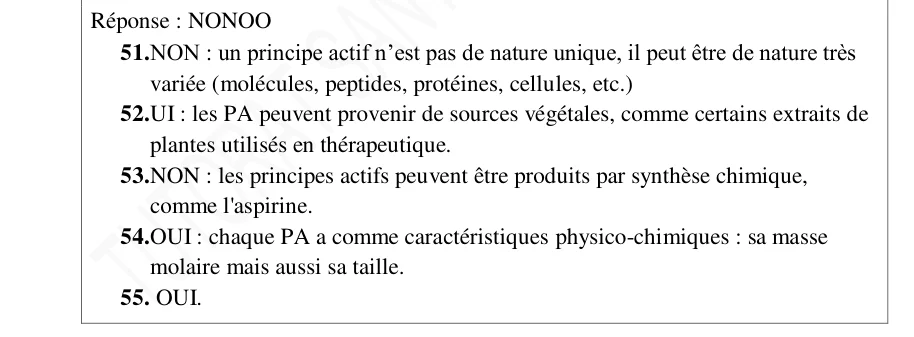 Réponse : NONOO
51.NON : un principe actif n’est pas de nature unique, il peut être de nature très
variée (molécules, peptides, protéines, cellules, etc.)
52.UI : les PA peuvent provenir de sources végétales, comme certains extraits de
plantes utilisés en thérapeutique.
53.NON : les principes actifs peuvent être produits par synthèse chimique,
comme l'aspirine.
54.OUI : chaque PA a comme caractéristiques physico-chimiques : sa masse
molaire mais aussi sa taille.
55. OUI.